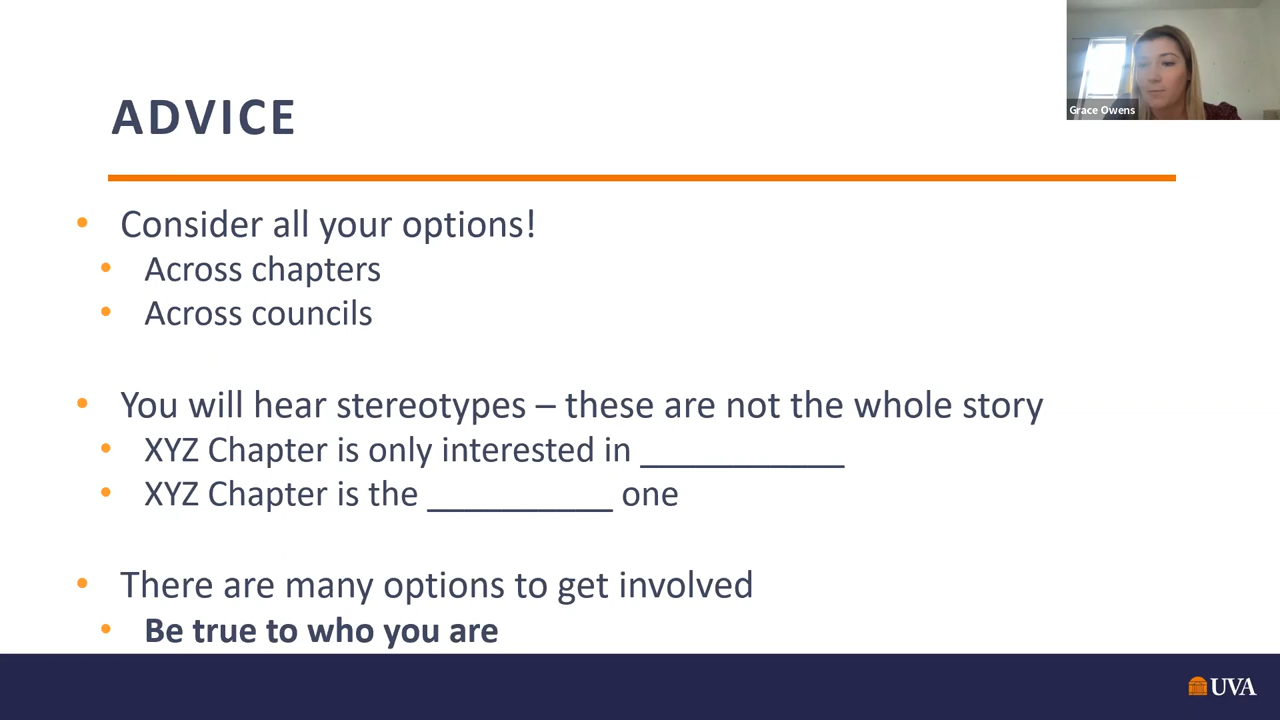 Grace Owens
ADVICE
• Consider all your options!
• Across chapters
• Across councils
• You will hear stereotypes – these are not the whole story
• XYZ Chapter is only interested in ___________
• XYZ Chapter is the __________ one
• There are many options to get involved
• Be true to who you are
UVA